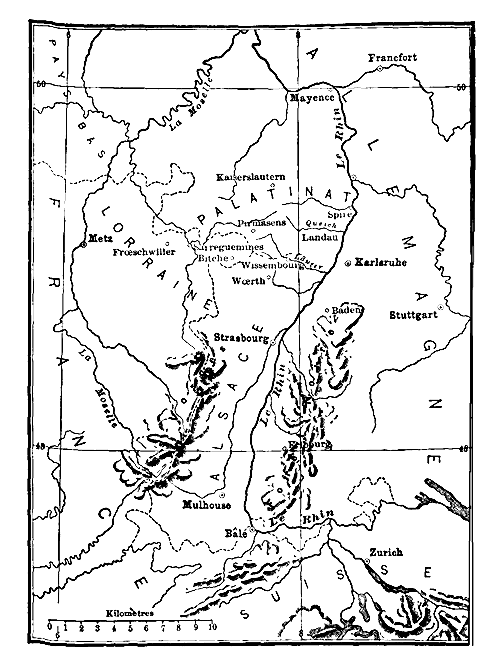 PAYS BAS
ALLEMAGNE
Francfort
50
50
Mayence
La Moselle
Le Rhin
Kaiserslautern
PALATINAT
Spire
Pirmasens
Queich
Landau
FRANCE
LORRAINE
Metz
Frœschwiller
Bitche
Wissembourg
Lauter
Karlsruhe
Wœrth
Baden
Stuttgart
Strasbourg
ALSACE
La Moselle
Le Rhin
48
48
Mulhouse
Bâle
Le Rhin
Zurich
SUISSE
Kilomètres
0 1 2 3 4 5 6 7 8 9 10